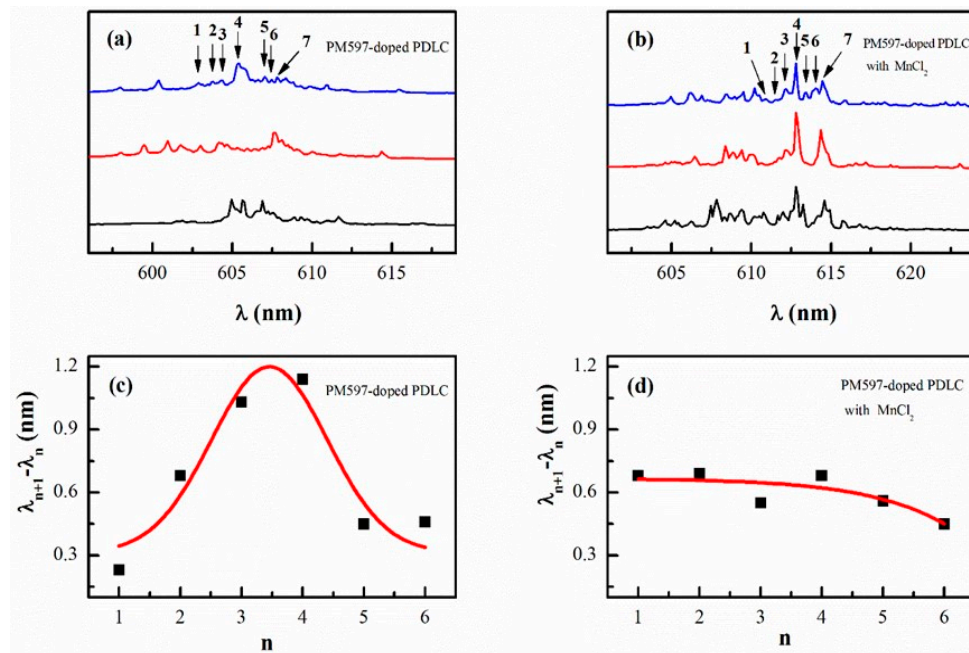 (a)
1 2 3 4 5 6 7
PM597-doped PDLC
600 605 610 615
λ (nm)
(b)
1 2 3 4 5 6 7
PM597-doped PDLC
with MnCl₂
605 610 615 620
λ (nm)
(c)
PM597-doped PDLC
λₙ₊₁-λₙ (nm)
1.2
0.9
0.6
0.3
1 2 3 4 5 6
n
(d)
PM597-doped PDLC
with MnCl₂
λₙ₊₁-λₙ (nm)
1.2
0.9
0.6
0.3
1 2 3 4 5 6
n